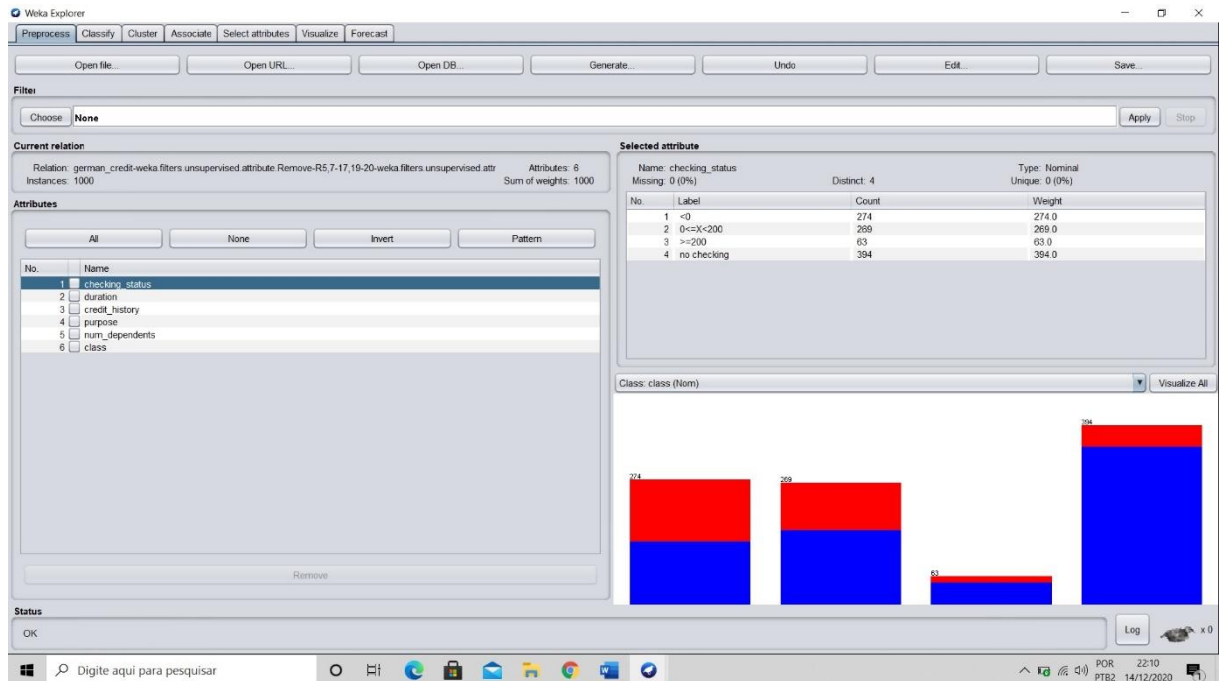 Weka Explorer
Preprocess Classify Cluster Associate Select attributes Visualize Forecast
Open file... Open URL... Open DB... Generate... Undo Edit... Save...
Filter
Choose None Apply Stop
Current relation
Relation: german_credit-weka.filters.unsupervised.attribute.Remove-R5,7-17,19-20-weka.filters.unsupervised.attr Attributes: 6
Instances: 1000 Sum of weights: 1000
Attributes
All None Invert Pattern
No. Name
1 checking_status
2 duration
3 credit_history
4 purpose
5 num_dependents
6 class
Remove
Selected attribute
Name: checking_status Type: Nominal
Missing: 0 (0%) Distinct: 4 Unique: 0 (0%)
No. Label Count Weight
1 <0 274 274.0
2 0<=X<200 269 269.0
3 >=200 63 63.0
4 no checking 394 394.0
Class: class (Nom) Visualize All
274 269 63 394
Status
OK Log x 0
Digite aqui para pesquisar
POR 22:10
PTB2 14/12/2020